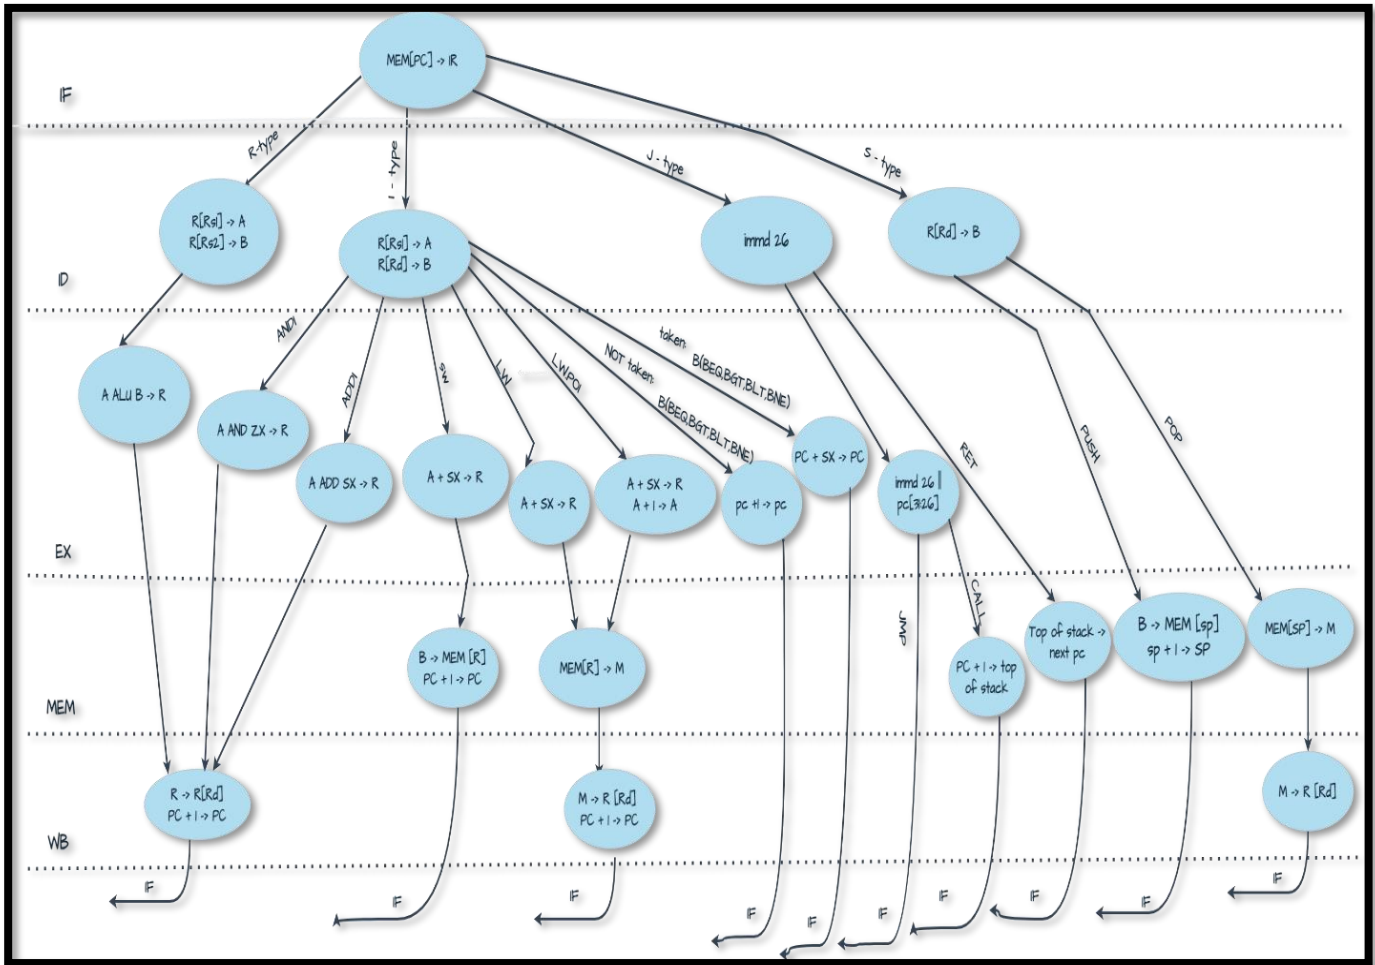 MEM[PC] -> IR
IF
R-type
I - type
J - type
S - type
R[Rs1] -> A
R[Rs2] -> B
R[Rs1] -> A
R[Rd] -> B
immd 26
R[Rd] -> B
ID
ANDI
ADDI
SW
LW
LW.POI
NOT taken:
B(BEQ,BGT,BLT,BNE)
taken:
B(BEQ,BGT,BLT,BNE)
RET
PUSH
POP
A ALU B -> R
A AND ZX -> R
A ADD SX -> R
A + SX -> R
A + SX -> R
A + SX -> R
A + 1 -> A
pc +1 -> pc
PC + SX -> PC
immd 26 ||
pc[31:26]
EX
JMP
CALL
B -> MEM [R]
PC + 1 -> PC
MEM[R] -> M
PC + 1 -> top
of stack
Top of stack ->
next pc
B -> MEM [sp]
sp + 1 -> SP
MEM[SP] -> M
MEM
R -> R[Rd]
PC + 1 -> PC
M -> R [Rd]
PC + 1 -> PC
M -> R [Rd]
WB
IF
IF
IF
IF
IF
IF
IF
IF
IF
IF